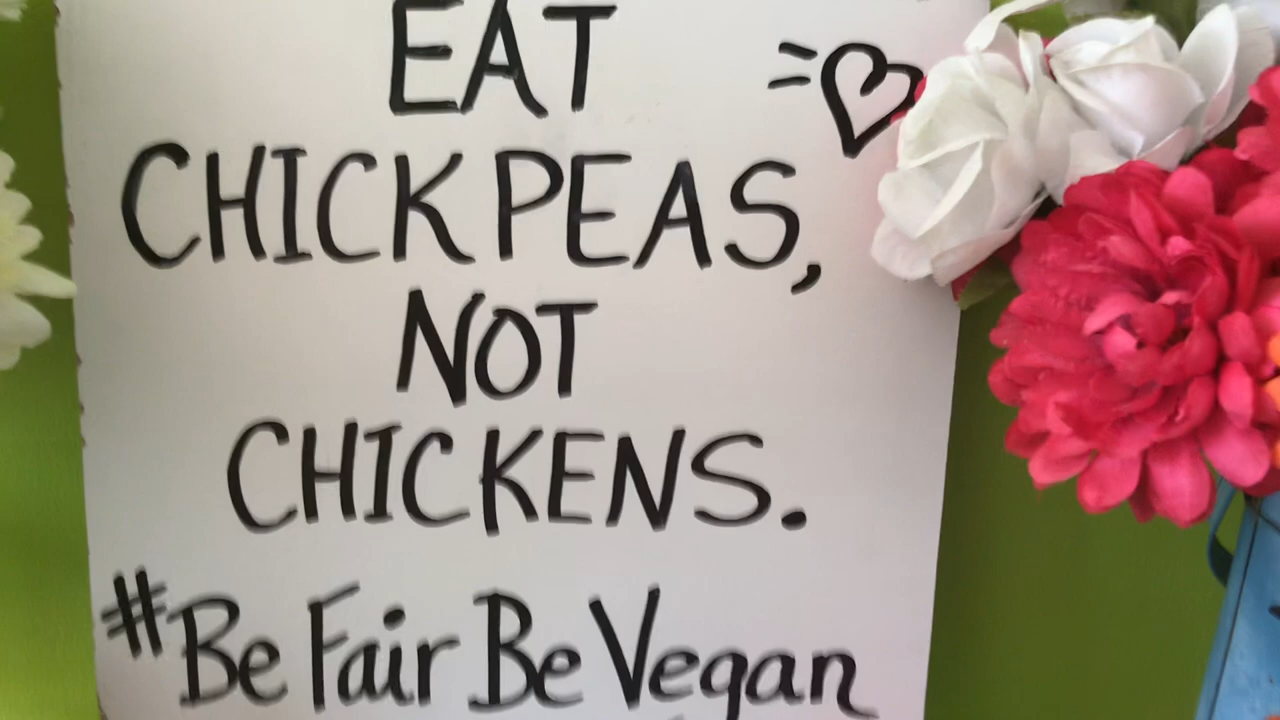 EAT
CHICKPEAS,
NOT
CHICKENS.
#Be Fair Be Vegan